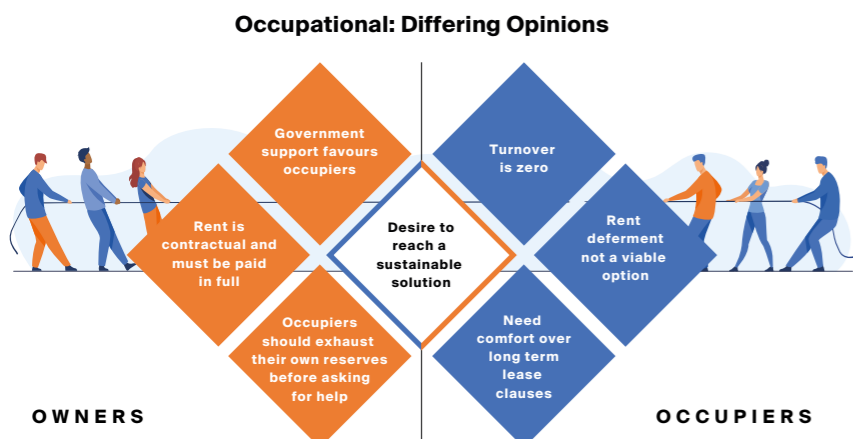 Occupational: Differing Opinions
Government
support favours
occupiers
Rent is
contractual and
must be paid
in full
Occupiers
should exhaust
their own reserves
before asking
for help
Desire to
reach a
sustainable
solution
Turnover
is zero
Rent
deferment
not a viable
option
Need
comfort over
long term
lease
clauses
OWNERS
OCCUPIERS